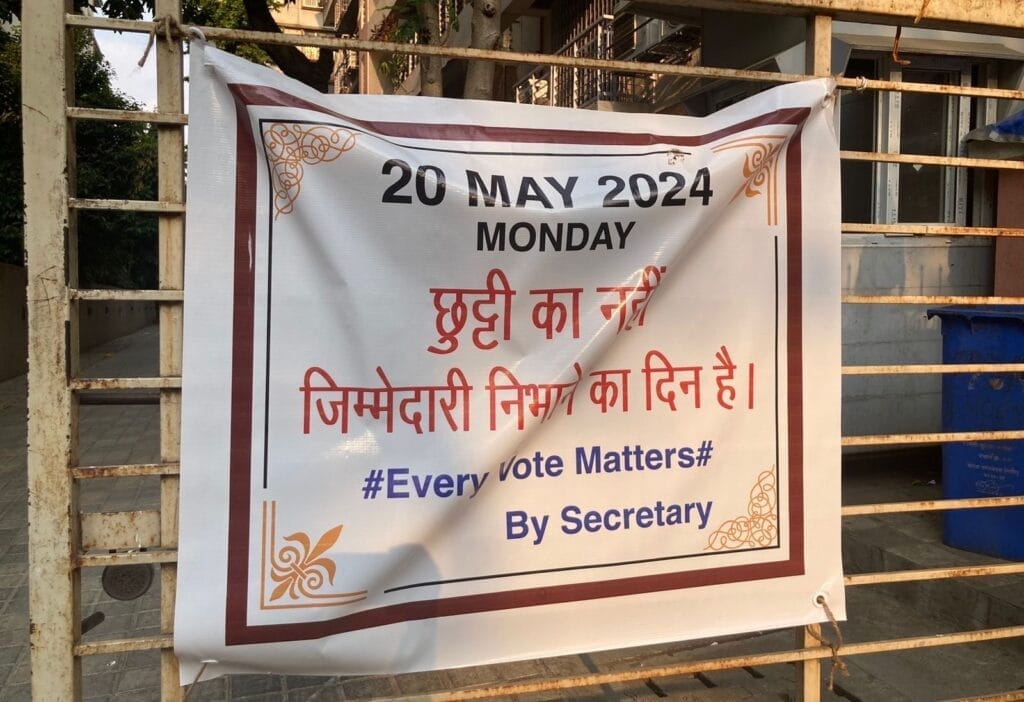 20 MAY 2024
MONDAY
छुट्टी का नहीं
जिम्मेदारी निभाने का दिन है।
#Every Vote Matters#
By Secretary